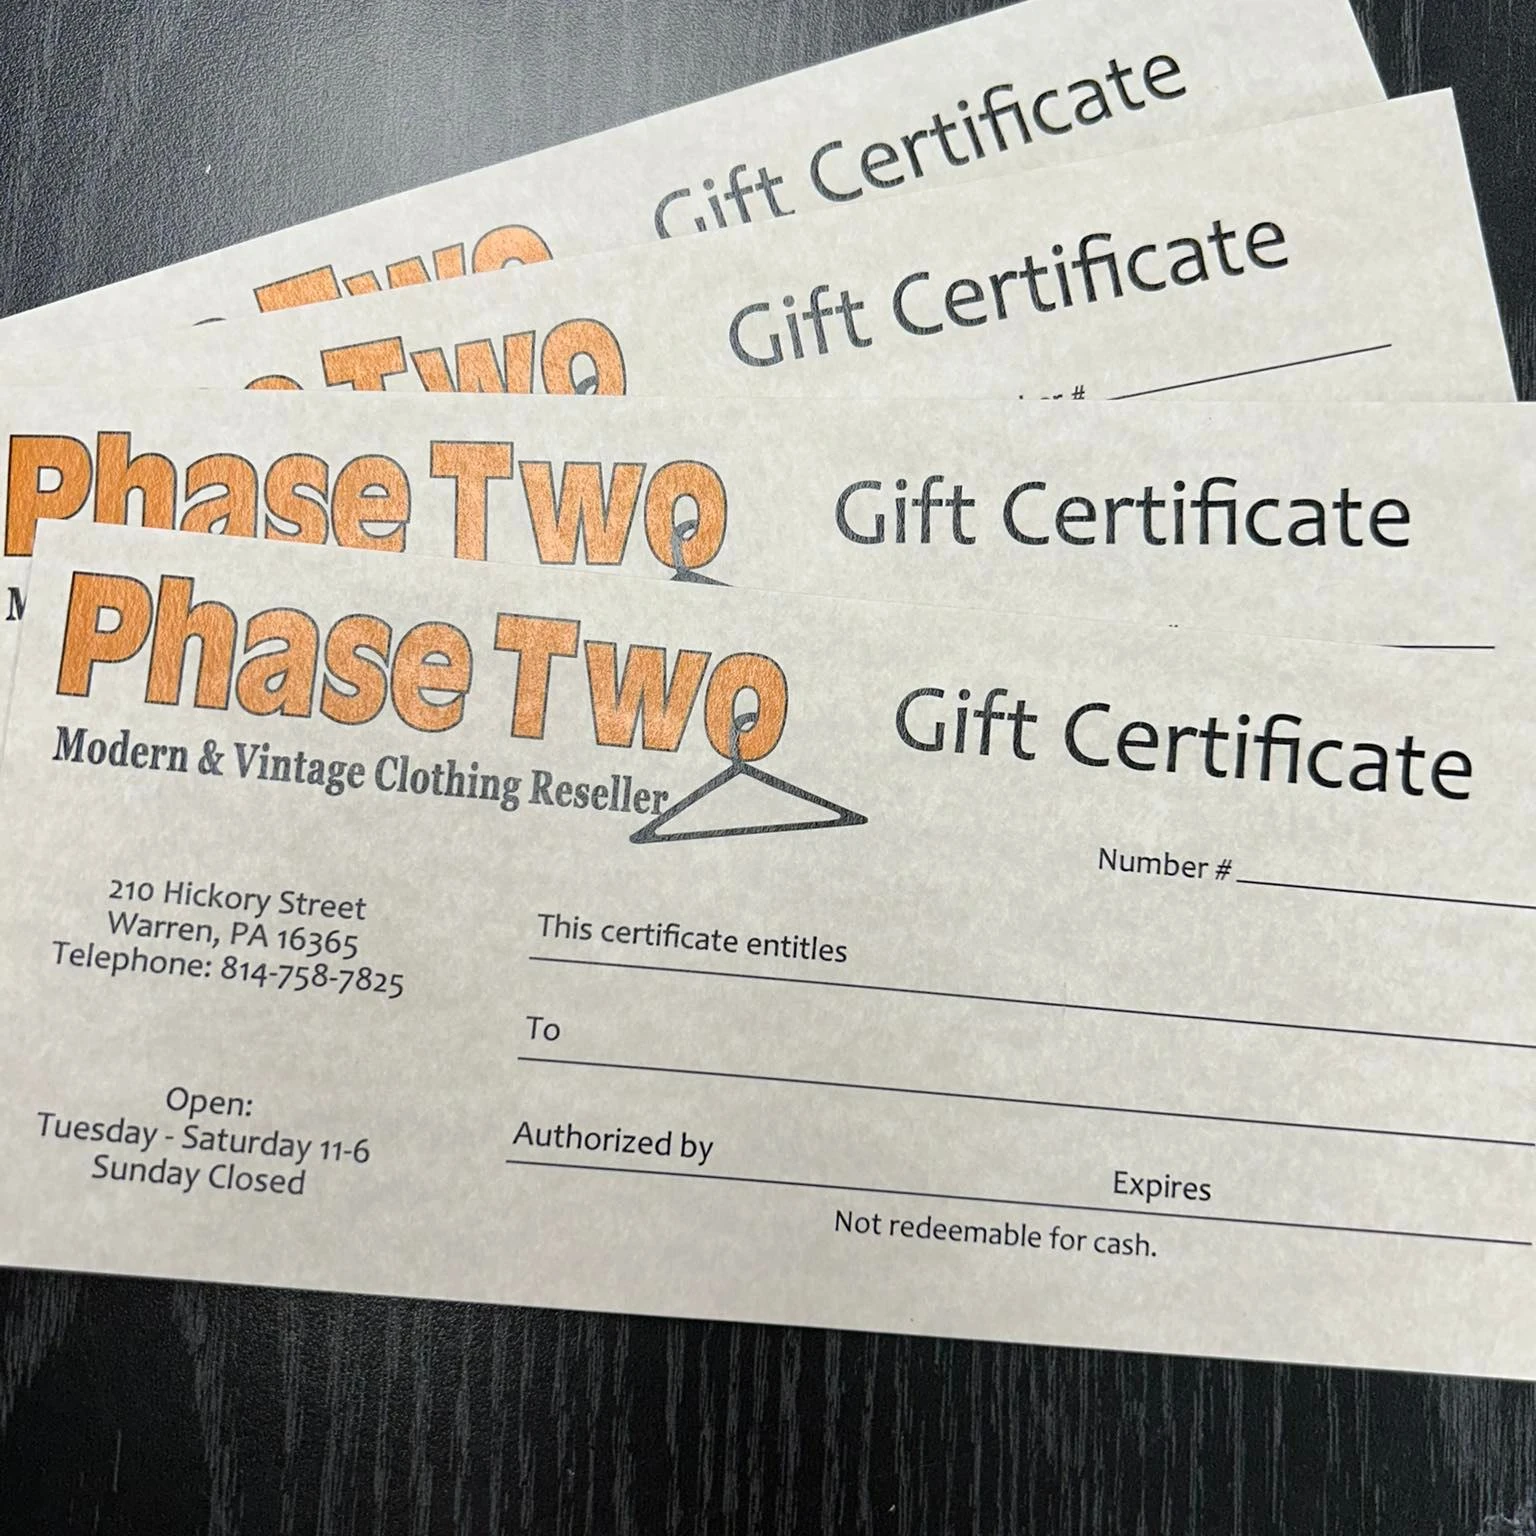 Gift Certificate
Two
Gift Certificate
Two
#
Phase Two
Gift Certificate
Phase Two
Gift Certificate
Modern & Vintage Clothing Reseller
Number #
210 Hickory Street
Warren, PA 16365
Telephone: 814-758-7825
This certificate entitles
To
Open:
Tuesday - Saturday 11-6
Sunday Closed
Authorized by
Expires
Not redeemable for cash.